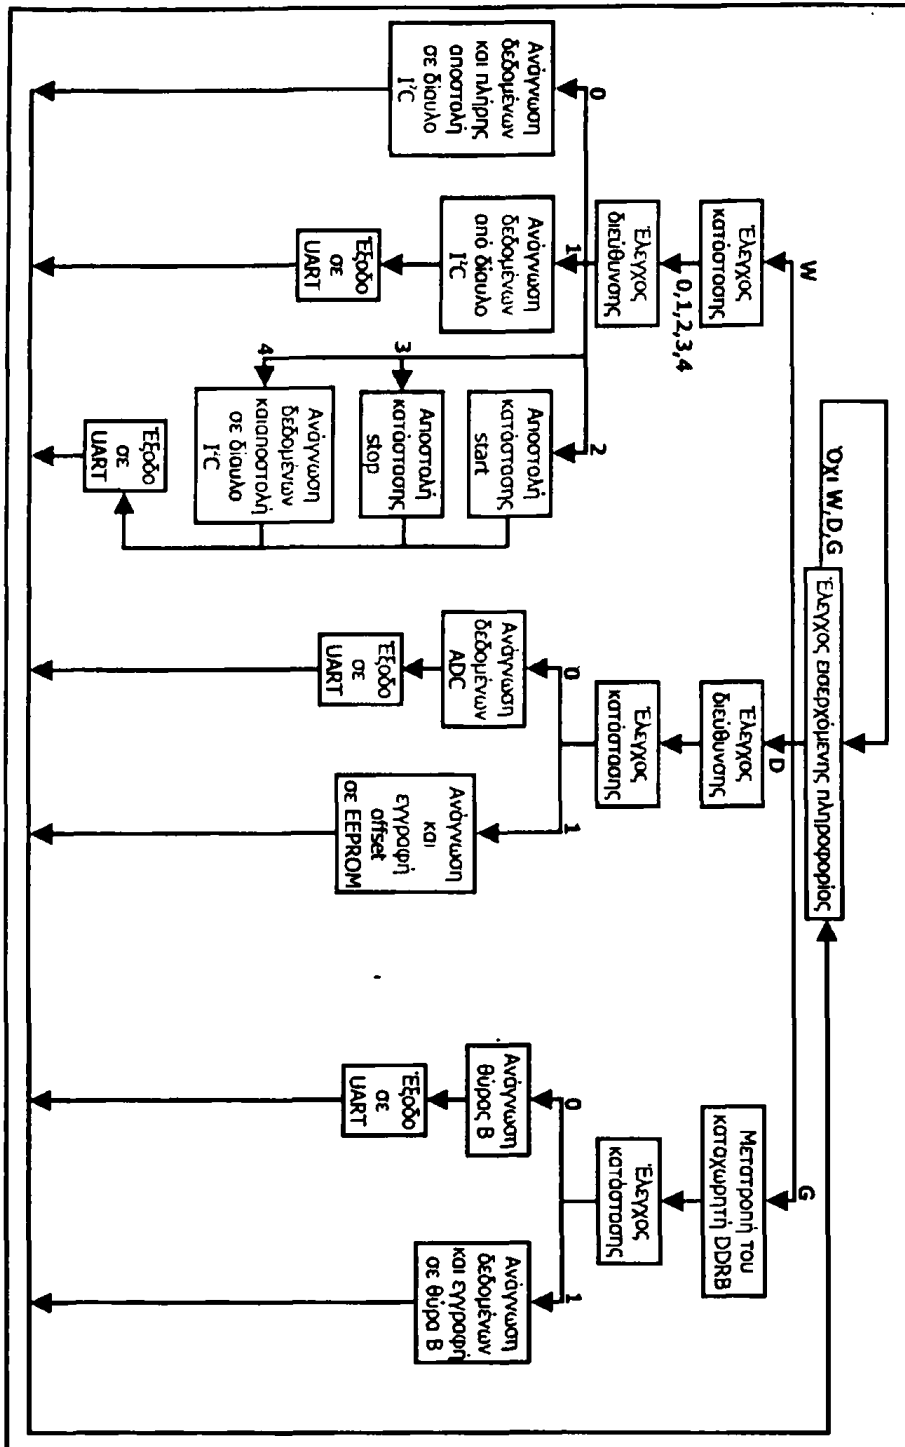 Όχι W,D,G
Έλεγχος εισερχόμενης πληροφορίας
W
D
G
Έλεγχος
κατάστασης
0,1,2,3,4
Έλεγχος
διεύθυνσης
0
1
2
3
4
Ανάγνωση
δεδομένων
και πλήρης
αποστολή
σε δίαυλο
I²C
Ανάγνωση
δεδομένων
από δίαυλο
I²C
Έξοδο
σε
UART
Αποστολή
κατάστασης
start
Αποστολή
κατάστασης
stop
Ανάγνωση
δεδομένων
καιαποστολή
σε δίαυλο
I²C
Έξοδο
σε
UART
Έλεγχος
διεύθυνσης
Έλεγχος
κατάστασης
0
1
Ανάγνωση
δεδομένων
ADC
Έξοδο
σε
UART
Ανάγνωση
και
εγγραφή
offset
σε EEPROM
Μετατροπή του
καταχωρητή DDRB
Έλεγχος
κατάστασης
0
1
Ανάγνωση
θύρας B
Έξοδο
σε
UART
Ανάγνωση
δεδομένων
και εγγραφή
σε θύρα B